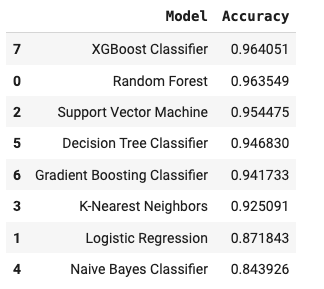 Model Accuracy
7 XGBoost Classifier 0.964051
0 Random Forest 0.963549
2 Support Vector Machine 0.954475
5 Decision Tree Classifier 0.946830
6 Gradient Boosting Classifier 0.941733
3 K-Nearest Neighbors 0.925091
1 Logistic Regression 0.871843
4 Naive Bayes Classifier 0.843926